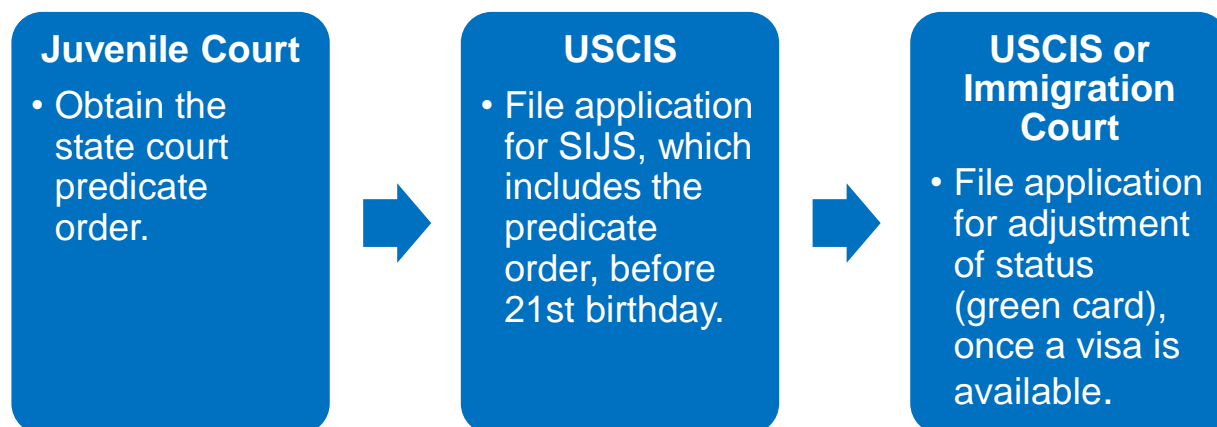 Juvenile Court
• Obtain the
state court
predicate
order.
USCIS
• File application
for SIJS, which
includes the
predicate
order, before
21st birthday.
USCIS or
Immigration
Court
• File application
for adjustment
of status
(green card),
once a visa is
available.